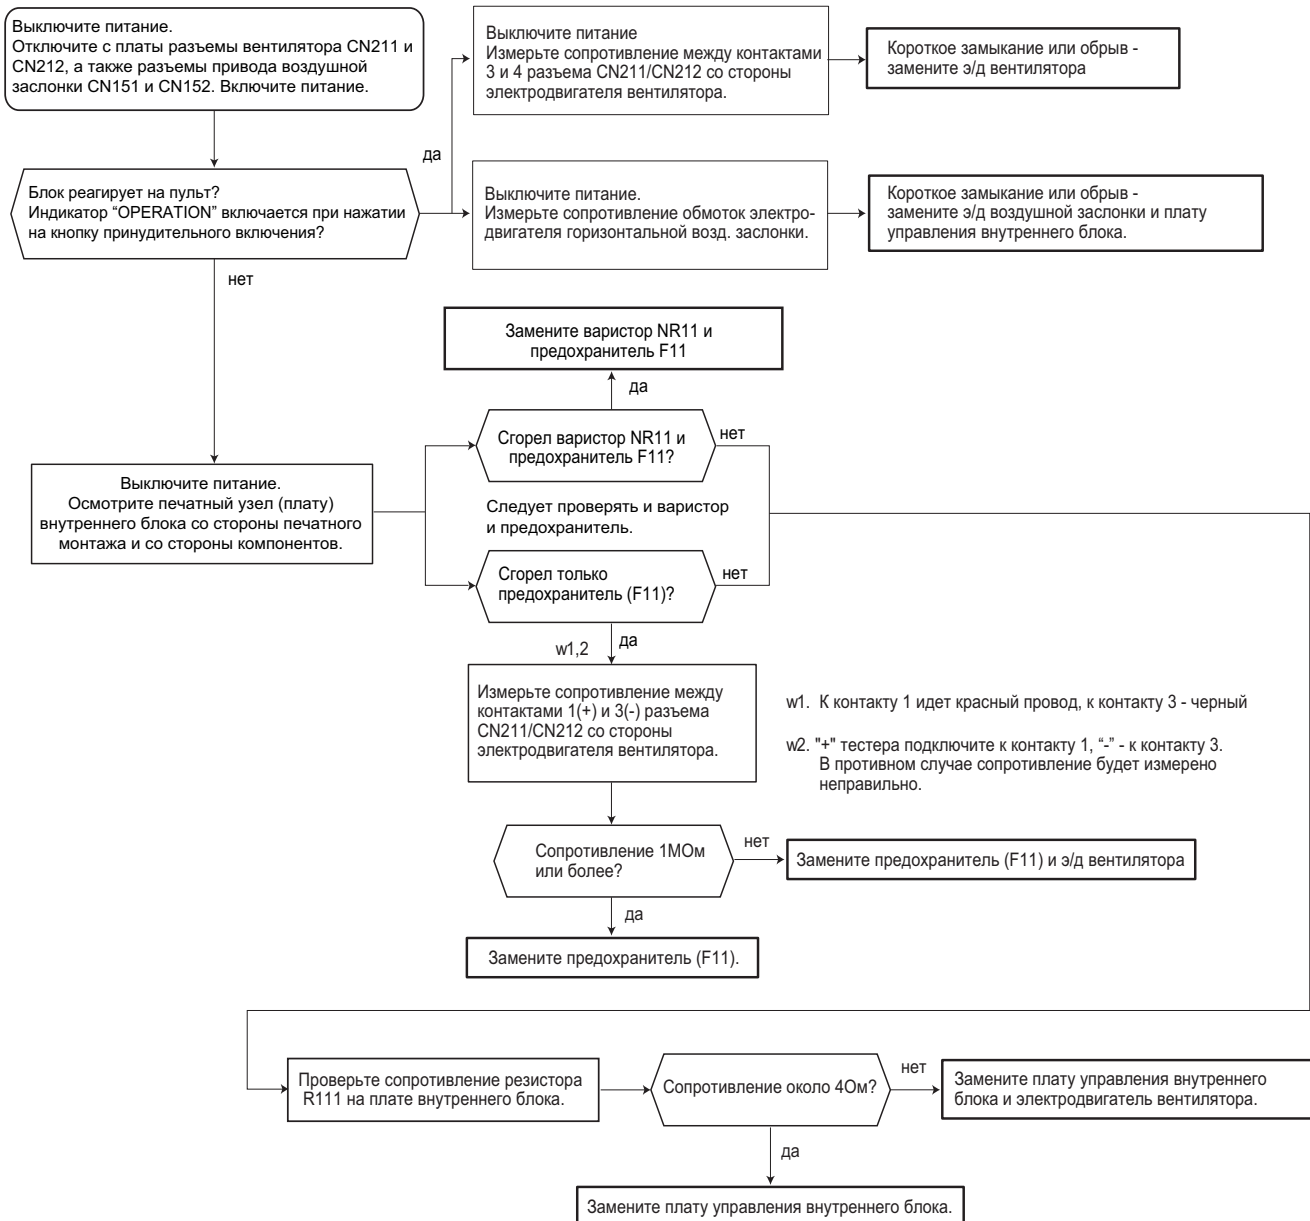 Выключите питание.
Отключите с платы разъемы вентилятора CN211 и
CN212, а также разъемы привода воздушной
заслонки CN151 и CN152. Включите питание.
Выключите питание
Измерьте сопротивление между контактами
3 и 4 разъема CN211/CN212 со стороны
электродвигателя вентилятора.
Короткое замыкание или обрыв -
замените э/д вентилятора
да
Блок реагирует на пульт?
Индикатор “OPERATION” включается при нажатии
на кнопку принудительного включения?
Выключите питание.
Измерьте сопротивление обмоток электро-
двигателя горизонтальной возд. заслонки.
Короткое замыкание или обрыв -
замените э/д воздушной заслонки и плату
управления внутреннего блока.
нет
Замените варистор NR11 и
предохранитель F11
да
Сгорел варистор NR11 и
предохранитель F11?
нет
Выключите питание.
Осмотрите печатный узел (плату)
внутреннего блока со стороны печатного
монтажа и со стороны компонентов.
Следует проверять и варистор
и предохранитель.
Сгорел только
предохранитель (F11)?
нет
да
w1,2
Измерьте сопротивление между
контактами 1(+) и 3(-) разъема
CN211/CN212 со стороны
электродвигателя вентилятора.
w1. К контакту 1 идет красный провод, к контакту 3 - черный
w2. "+" тестера подключите к контакту 1, “-” - к контакту 3.
В противном случае сопротивление будет измерено
неправильно.
Сопротивление 1МОм
или более?
нет
Замените предохранитель (F11) и э/д вентилятора
да
Замените предохранитель (F11).
Проверьте сопротивление резистора
R111 на плате внутреннего блока.
Сопротивление около 4Ом?
нет
Замените плату управления внутреннего
блока и электродвигатель вентилятора.
да
Замените плату управления внутреннего блока.